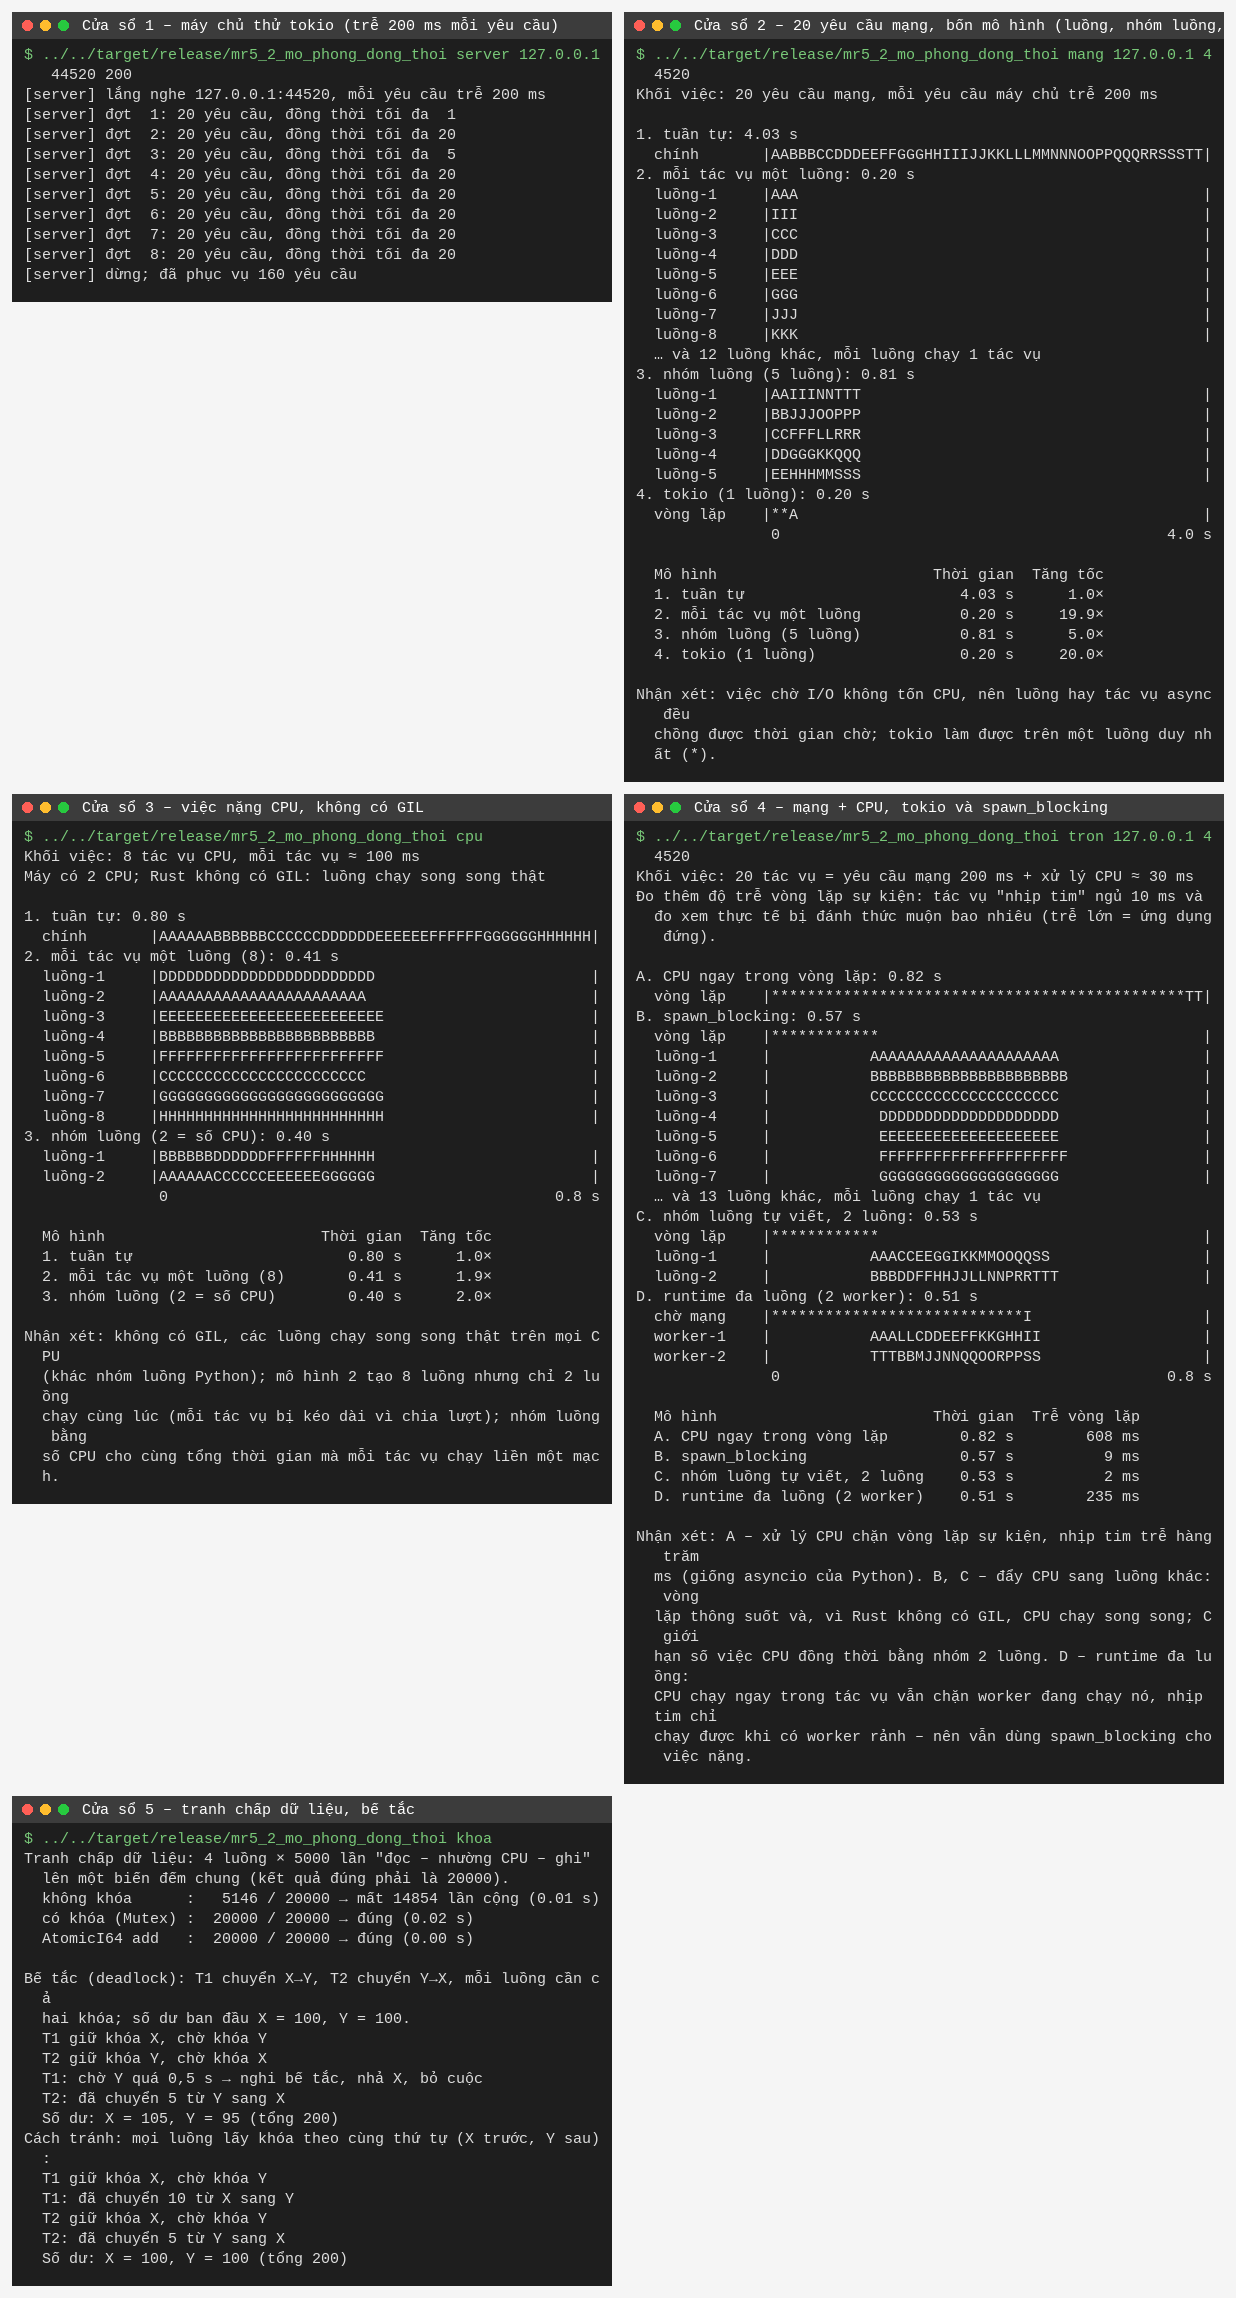 Cửa sổ 1 – máy chủ thử tokio (trễ 200 ms mỗi yêu cầu)
$ ../../target/release/mr5_2_mo_phong_dong_thoi server 127.0.0.1
   44520 200
[server] lắng nghe 127.0.0.1:44520, mỗi yêu cầu trễ 200 ms
[server] đợt  1: 20 yêu cầu, đồng thời tối đa  1
[server] đợt  2: 20 yêu cầu, đồng thời tối đa 20
[server] đợt  3: 20 yêu cầu, đồng thời tối đa  5
[server] đợt  4: 20 yêu cầu, đồng thời tối đa 20
[server] đợt  5: 20 yêu cầu, đồng thời tối đa 20
[server] đợt  6: 20 yêu cầu, đồng thời tối đa 20
[server] đợt  7: 20 yêu cầu, đồng thời tối đa 20
[server] đợt  8: 20 yêu cầu, đồng thời tối đa 20
[server] dừng; đã phục vụ 160 yêu cầu
Cửa sổ 2 – 20 yêu cầu mạng, bốn mô hình (luồng, nhóm luồng,
$ ../../target/release/mr5_2_mo_phong_dong_thoi mang 127.0.0.1 4
  4520
Khối việc: 20 yêu cầu mạng, mỗi yêu cầu máy chủ trễ 200 ms
1. tuần tự: 4.03 s
  chính       |AABBBCCDDDEEFFGGGHHIIIJJKKLLLMMNNNOOPPQQQRRSSSTT|
2. mỗi tác vụ một luồng: 0.20 s
  luồng-1     |AAA                                             |
  luồng-2     |III                                             |
  luồng-3     |CCC                                             |
  luồng-4     |DDD                                             |
  luồng-5     |EEE                                             |
  luồng-6     |GGG                                             |
  luồng-7     |JJJ                                             |
  luồng-8     |KKK                                             |
  … và 12 luồng khác, mỗi luồng chạy 1 tác vụ
3. nhóm luồng (5 luồng): 0.81 s
  luồng-1     |AAIIINNTTT                                      |
  luồng-2     |BBJJJOOPPP                                      |
  luồng-3     |CCFFFLLRRR                                      |
  luồng-4     |DDGGGKKQQQ                                      |
  luồng-5     |EEHHHMMSSS                                      |
4. tokio (1 luồng): 0.20 s
  vòng lặp    |**A                                             |
               0                                           4.0 s
  Mô hình                        Thời gian  Tăng tốc
  1. tuần tự                        4.03 s      1.0×
  2. mỗi tác vụ một luồng           0.20 s     19.9×
  3. nhóm luồng (5 luồng)           0.81 s      5.0×
  4. tokio (1 luồng)                0.20 s     20.0×
Nhận xét: việc chờ I/O không tốn CPU, nên luồng hay tác vụ async
   đều
  chồng được thời gian chờ; tokio làm được trên một luồng duy nh
  ất (*).
Cửa sổ 3 – việc nặng CPU, không có GIL
$ ../../target/release/mr5_2_mo_phong_dong_thoi cpu
Khối việc: 8 tác vụ CPU, mỗi tác vụ ≈ 100 ms
Máy có 2 CPU; Rust không có GIL: luồng chạy song song thật
1. tuần tự: 0.80 s
  chính       |AAAAAABBBBBBCCCCCCDDDDDDEEEEEEFFFFFFGGGGGGHHHHHH|
2. mỗi tác vụ một luồng (8): 0.41 s
  luồng-1     |DDDDDDDDDDDDDDDDDDDDDDDD                        |
  luồng-2     |AAAAAAAAAAAAAAAAAAAAAAA                         |
  luồng-3     |EEEEEEEEEEEEEEEEEEEEEEEEE                       |
  luồng-4     |BBBBBBBBBBBBBBBBBBBBBBBB                        |
  luồng-5     |FFFFFFFFFFFFFFFFFFFFFFFFF                       |
  luồng-6     |CCCCCCCCCCCCCCCCCCCCCCC                         |
  luồng-7     |GGGGGGGGGGGGGGGGGGGGGGGGG                       |
  luồng-8     |HHHHHHHHHHHHHHHHHHHHHHHHH                       |
3. nhóm luồng (2 = số CPU): 0.40 s
  luồng-1     |BBBBBBDDDDDDFFFFFFHHHHHH                        |
  luồng-2     |AAAAAACCCCCCEEEEEEGGGGGG                        |
               0                                           0.8 s
  Mô hình                        Thời gian  Tăng tốc
  1. tuần tự                        0.80 s      1.0×
  2. mỗi tác vụ một luồng (8)       0.41 s      1.9×
  3. nhóm luồng (2 = số CPU)        0.40 s      2.0×
Nhận xét: không có GIL, các luồng chạy song song thật trên mọi C
  PU
  (khác nhóm luồng Python); mô hình 2 tạo 8 luồng nhưng chỉ 2 lu
  ồng
  chạy cùng lúc (mỗi tác vụ bị kéo dài vì chia lượt); nhóm luồng
   bằng
  số CPU cho cùng tổng thời gian mà mỗi tác vụ chạy liền một mạc
  h.
Cửa sổ 4 – mạng + CPU, tokio và spawn_blocking
$ ../../target/release/mr5_2_mo_phong_dong_thoi tron 127.0.0.1 4
  4520
Khối việc: 20 tác vụ = yêu cầu mạng 200 ms + xử lý CPU ≈ 30 ms
Đo thêm độ trễ vòng lặp sự kiện: tác vụ "nhịp tim" ngủ 10 ms và
  đo xem thực tế bị đánh thức muộn bao nhiêu (trễ lớn = ứng dụng
   đứng).
A. CPU ngay trong vòng lặp: 0.82 s
  vòng lặp    |**********************************************TT|
B. spawn_blocking: 0.57 s
  vòng lặp    |************                                    |
  luồng-1     |           AAAAAAAAAAAAAAAAAAAAA                |
  luồng-2     |           BBBBBBBBBBBBBBBBBBBBBB               |
  luồng-3     |           CCCCCCCCCCCCCCCCCCCCC                |
  luồng-4     |            DDDDDDDDDDDDDDDDDDDD                |
  luồng-5     |            EEEEEEEEEEEEEEEEEEEE                |
  luồng-6     |            FFFFFFFFFFFFFFFFFFFFF               |
  luồng-7     |            GGGGGGGGGGGGGGGGGGGG                |
  … và 13 luồng khác, mỗi luồng chạy 1 tác vụ
C. nhóm luồng tự viết, 2 luồng: 0.53 s
  vòng lặp    |************                                    |
  luồng-1     |           AAACCEEGGIKKMMOOQQSS                 |
  luồng-2     |           BBBDDFFHHJJLLNNPRRTTT                |
D. runtime đa luồng (2 worker): 0.51 s
  chờ mạng    |****************************I                   |
  worker-1    |           AAALLCDDEEFFKKGHHII                  |
  worker-2    |           TTTBBMJJNNQQOORPPSS                  |
               0                                           0.8 s
  Mô hình                        Thời gian  Trễ vòng lặp
  A. CPU ngay trong vòng lặp        0.82 s        608 ms
  B. spawn_blocking                 0.57 s          9 ms
  C. nhóm luồng tự viết, 2 luồng    0.53 s          2 ms
  D. runtime đa luồng (2 worker)    0.51 s        235 ms
Nhận xét: A – xử lý CPU chặn vòng lặp sự kiện, nhịp tim trễ hàng
   trăm
  ms (giống asyncio của Python). B, C – đẩy CPU sang luồng khác:
   vòng
  lặp thông suốt và, vì Rust không có GIL, CPU chạy song song; C
   giới
  hạn số việc CPU đồng thời bằng nhóm 2 luồng. D – runtime đa lu
  ồng:
  CPU chạy ngay trong tác vụ vẫn chặn worker đang chạy nó, nhịp
  tim chỉ
  chạy được khi có worker rảnh – nên vẫn dùng spawn_blocking cho
   việc nặng.
Cửa sổ 5 – tranh chấp dữ liệu, bế tắc
$ ../../target/release/mr5_2_mo_phong_dong_thoi khoa
Tranh chấp dữ liệu: 4 luồng × 5000 lần "đọc – nhường CPU – ghi"
  lên một biến đếm chung (kết quả đúng phải là 20000).
  không khóa      :   5146 / 20000 → mất 14854 lần cộng (0.01 s)
  có khóa (Mutex) :  20000 / 20000 → đúng (0.02 s)
  AtomicI64 add   :  20000 / 20000 → đúng (0.00 s)
Bế tắc (deadlock): T1 chuyển X→Y, T2 chuyển Y→X, mỗi luồng cần c
  ả
  hai khóa; số dư ban đầu X = 100, Y = 100.
  T1 giữ khóa X, chờ khóa Y
  T2 giữ khóa Y, chờ khóa X
  T1: chờ Y quá 0,5 s → nghi bế tắc, nhả X, bỏ cuộc
  T2: đã chuyển 5 từ Y sang X
  Số dư: X = 105, Y = 95 (tổng 200)
Cách tránh: mọi luồng lấy khóa theo cùng thứ tự (X trước, Y sau)
  :
  T1 giữ khóa X, chờ khóa Y
  T1: đã chuyển 10 từ X sang Y
  T2 giữ khóa X, chờ khóa Y
  T2: đã chuyển 5 từ Y sang X
  Số dư: X = 100, Y = 100 (tổng 200)